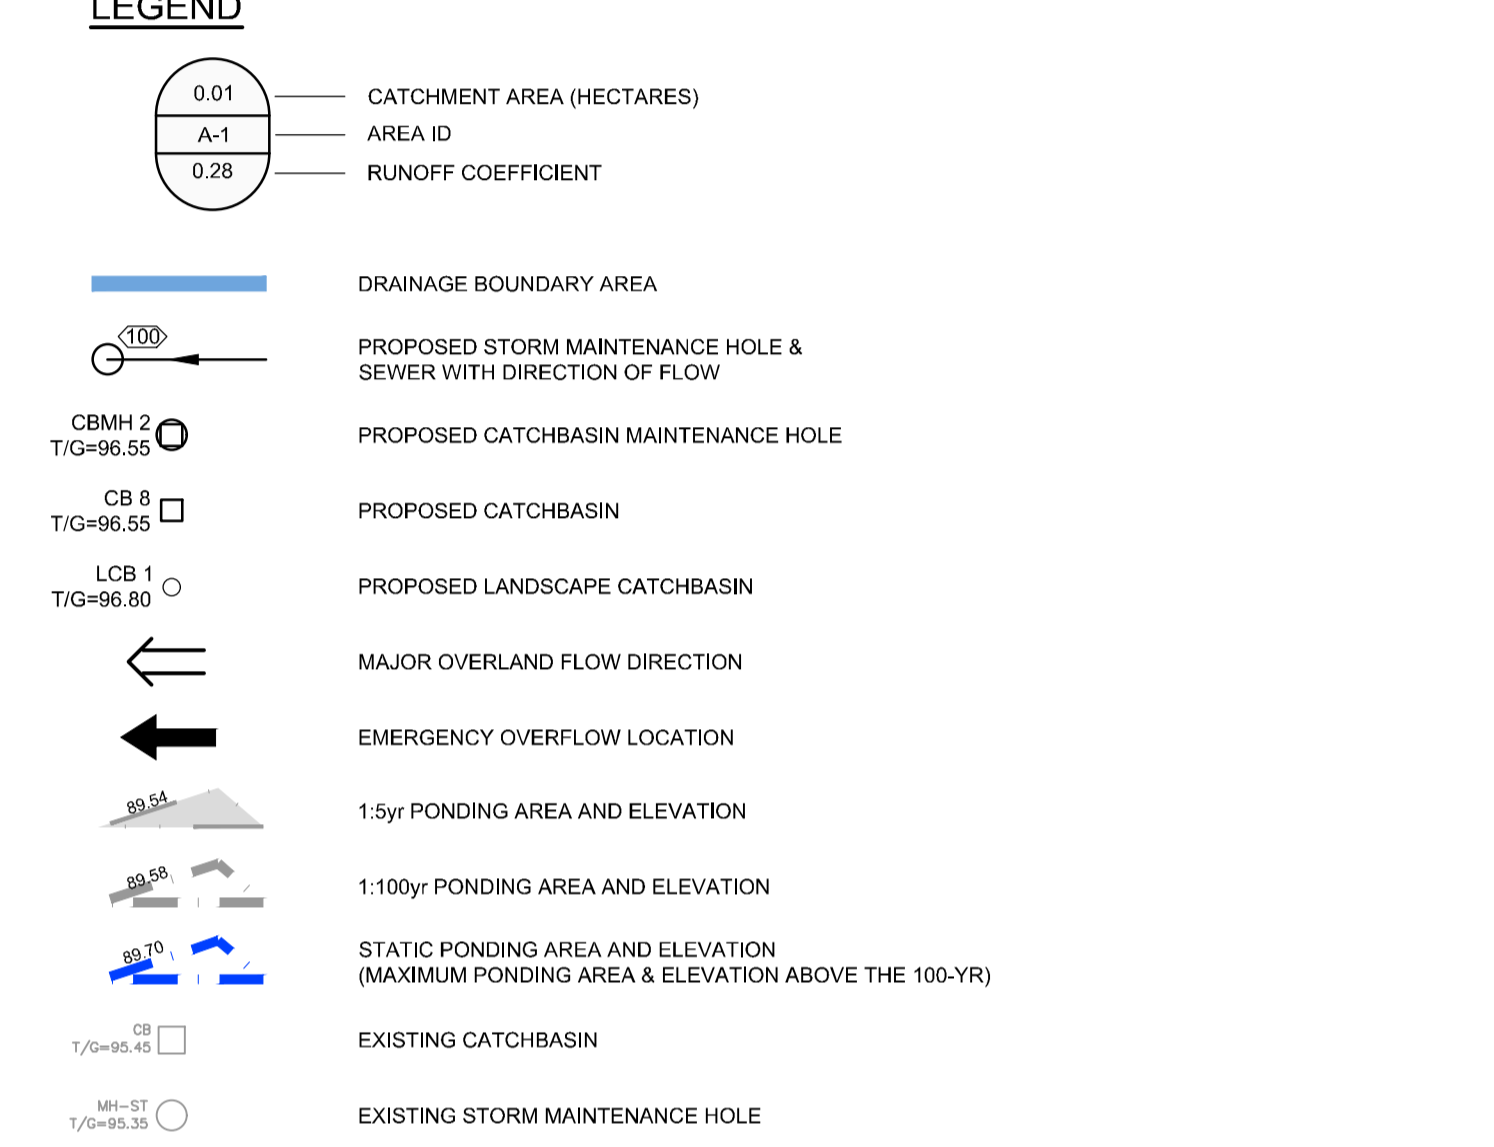 LEGEND
0.01 CATCHMENT AREA (HECTARES)
A-1 AREA ID
0.28 RUNOFF COEFFICIENT
DRAINAGE BOUNDARY AREA
100
PROPOSED STORM MAINTENANCE HOLE &
SEWER WITH DIRECTION OF FLOW
CBMH 2
T/G=96.55
PROPOSED CATCHBASIN MAINTENANCE HOLE
CB 8
T/G=96.55
PROPOSED CATCHBASIN
LCB 1
T/G=96.80
PROPOSED LANDSCAPE CATCHBASIN
MAJOR OVERLAND FLOW DIRECTION
EMERGENCY OVERFLOW LOCATION
89.54
1:5yr PONDING AREA AND ELEVATION
89.58
1:100yr PONDING AREA AND ELEVATION
89.70
STATIC PONDING AREA AND ELEVATION
(MAXIMUM PONDING AREA & ELEVATION ABOVE THE 100-YR)
CB
T/G=95.45
EXISTING CATCHBASIN
MH-ST
T/G=95.35
EXISTING STORM MAINTENANCE HOLE